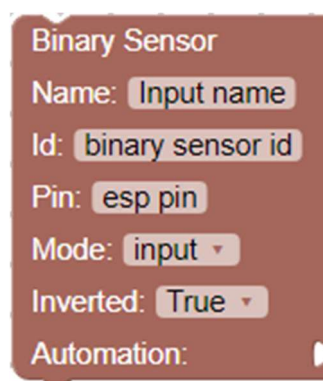 Binary Sensor
Name: Input name
Id: binary sensor id
Pin: esp pin
Mode: input
Inverted: True
Automation: